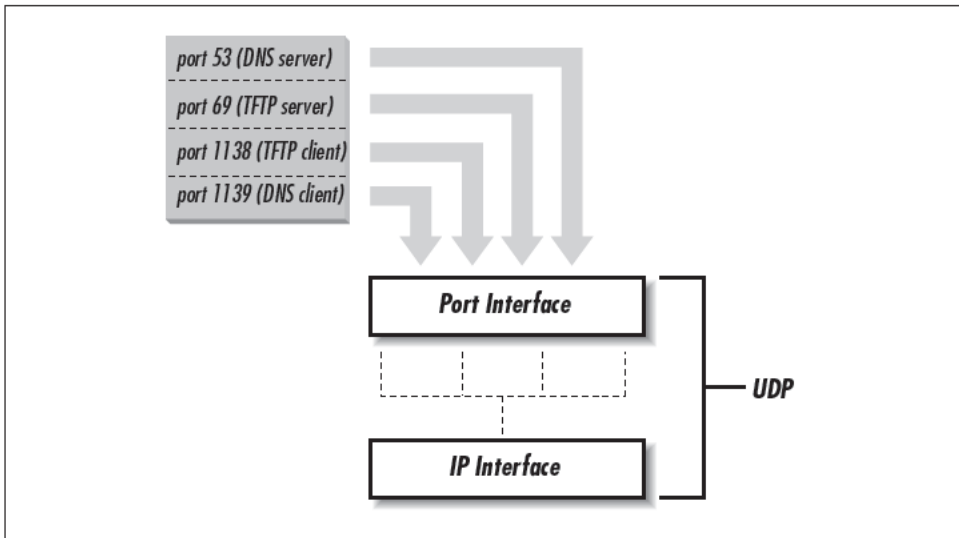 port 53 (DNS server)
port 69 (TFTP server)
port 1138 (TFTP client)
port 1139 (DNS client)
Port Interface
UDP
IP Interface